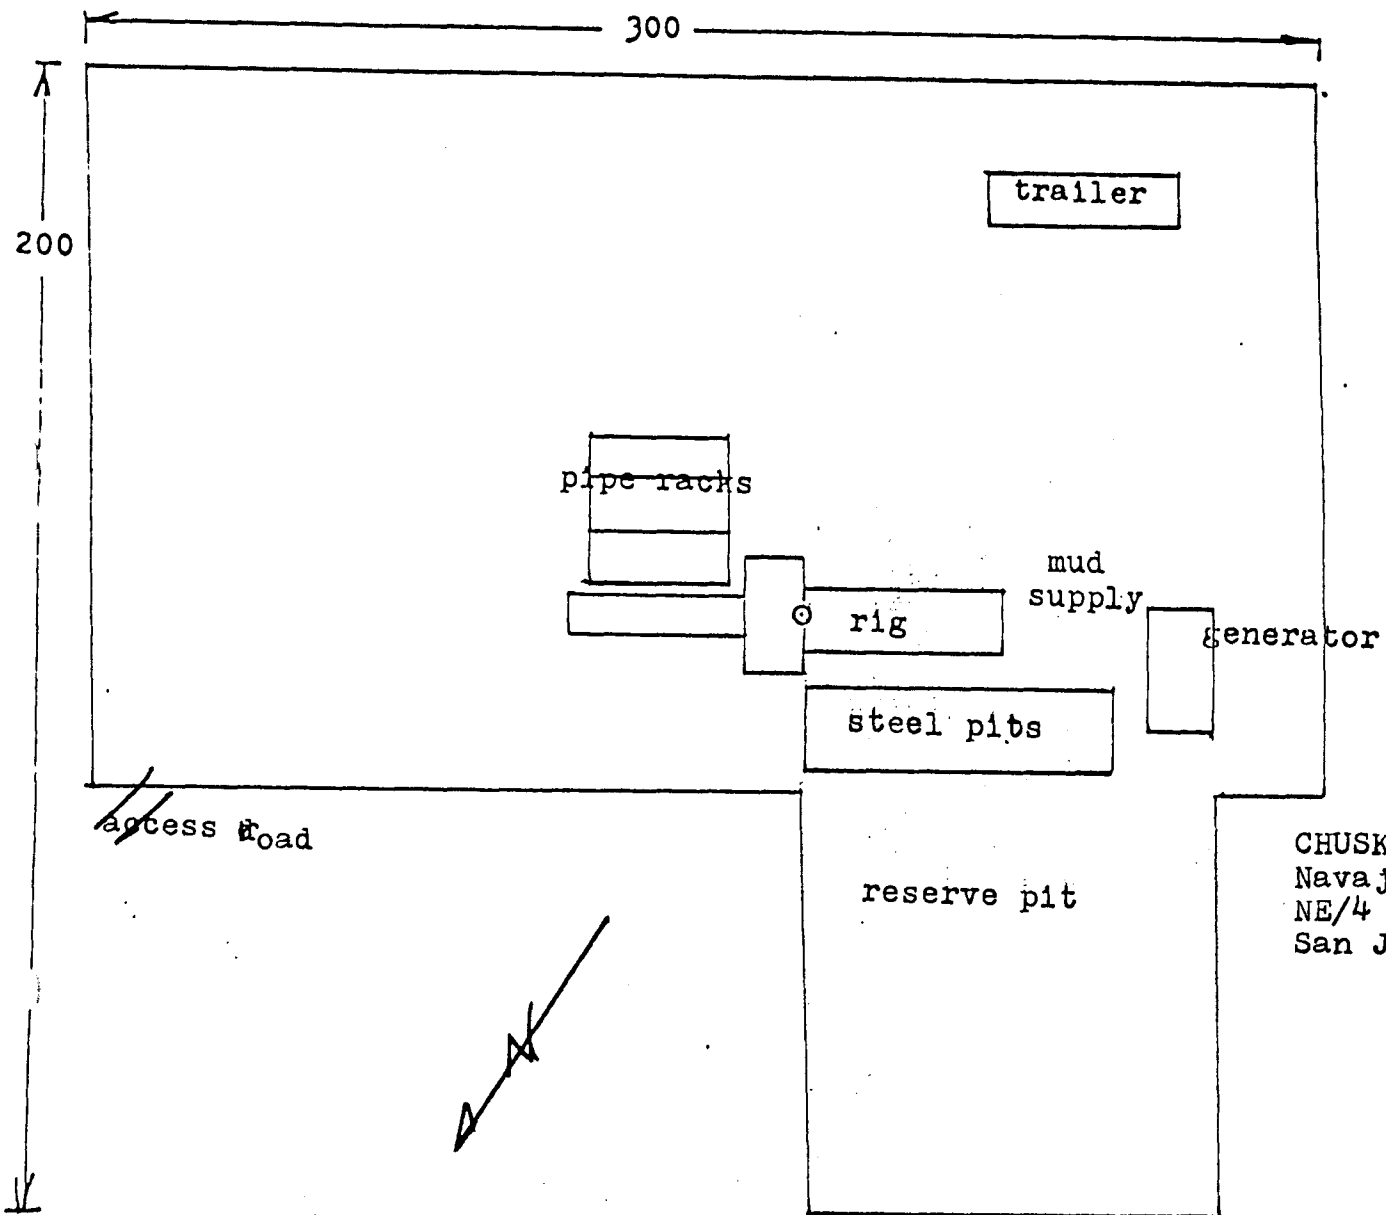 300
200
trailer
pipe racks
mud
supply
rig
generator
steel pits
access road
reserve pit
CHUSK
Navaj
NE/4
San J
N